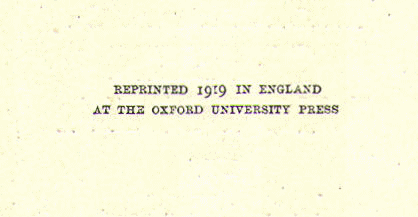 REPRINTED 1919 IN ENGLAND
AT THE OXFORD UNIVERSITY PRESS